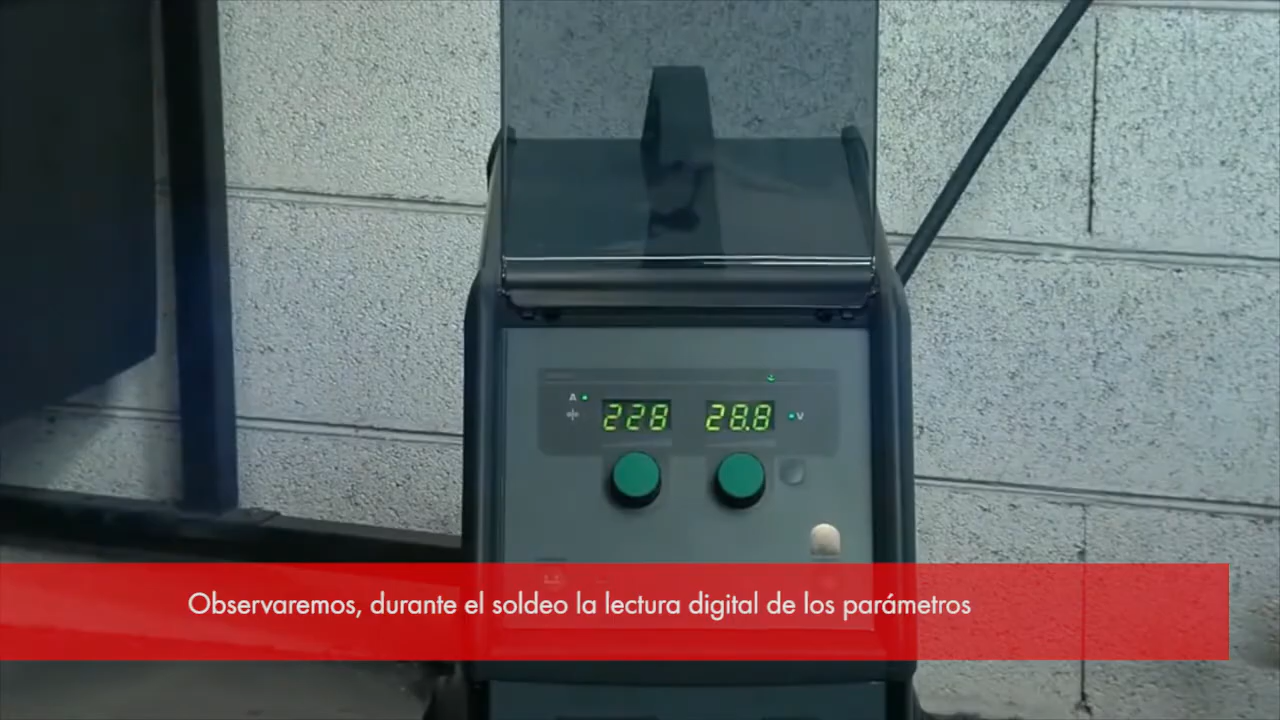 A
228
28.8
V
Observaremos, durante el soldeo la lectura digital de los parámetros